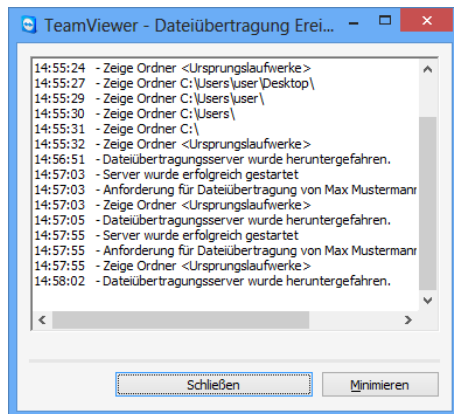 TeamViewer - Dateiübertragung Erei...
14:55:24 - Zeige Ordner <Ursprungslaufwerke>
14:55:27 - Zeige Ordner C:\Users\user\Desktop\
14:55:29 - Zeige Ordner C:\Users\user\
14:55:30 - Zeige Ordner C:\Users\
14:55:31 - Zeige Ordner C:\
14:55:32 - Zeige Ordner <Ursprungslaufwerke>
14:56:51 - Dateiübertragungsserver wurde heruntergefahren.
14:57:03 - Server wurde erfolgreich gestartet
14:57:03 - Anforderung für Dateiübertragung von Max Mustermann
14:57:03 - Zeige Ordner <Ursprungslaufwerke>
14:57:05 - Dateiübertragungsserver wurde heruntergefahren.
14:57:55 - Server wurde erfolgreich gestartet
14:57:55 - Anforderung für Dateiübertragung von Max Mustermann
14:57:55 - Zeige Ordner <Ursprungslaufwerke>
14:58:02 - Dateiübertragungsserver wurde heruntergefahren.
Schließen
Minimieren